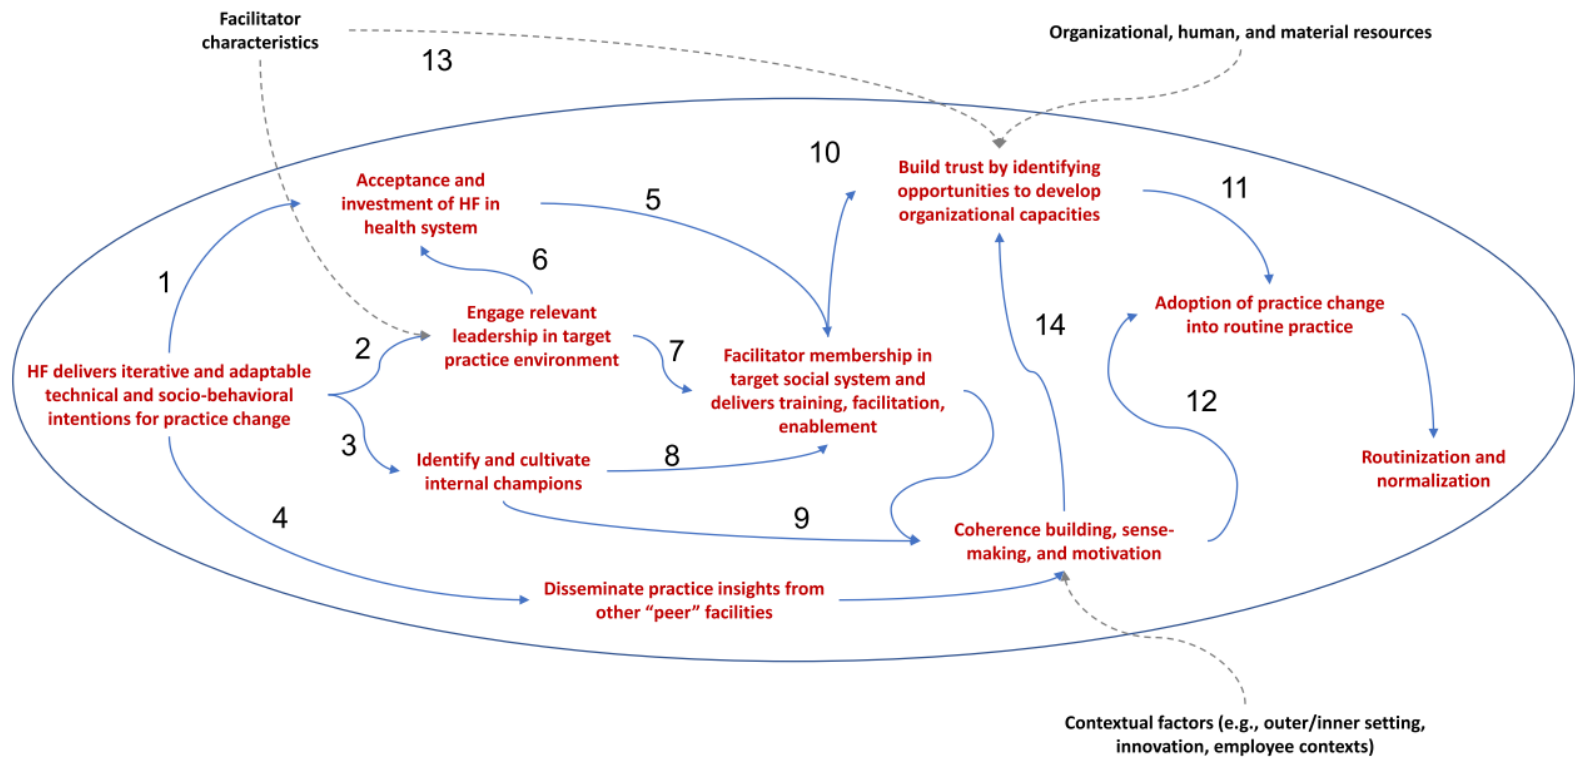 Facilitator
characteristics
13
Organizational, human, and material resources
10
Build trust by identifying
opportunities to develop
organizational capacities
11
Acceptance and
investment of HF in
health system
5
1
6
Engage relevant
leadership in target
practice environment
2
7
14
Adoption of practice change
into routine practice
HF delivers iterative and adaptable
technical and socio-behavioral
intentions for practice change
Facilitator membership in
target social system and
delivers training, facilitation,
enablement
12
3
Identify and cultivate
internal champions
8
Routinization and
normalization
4
9
Coherence building, sense-
making, and motivation
Disseminate practice insights from
other “peer” facilities
Contextual factors (e.g., outer/inner setting,
innovation, employee contexts)